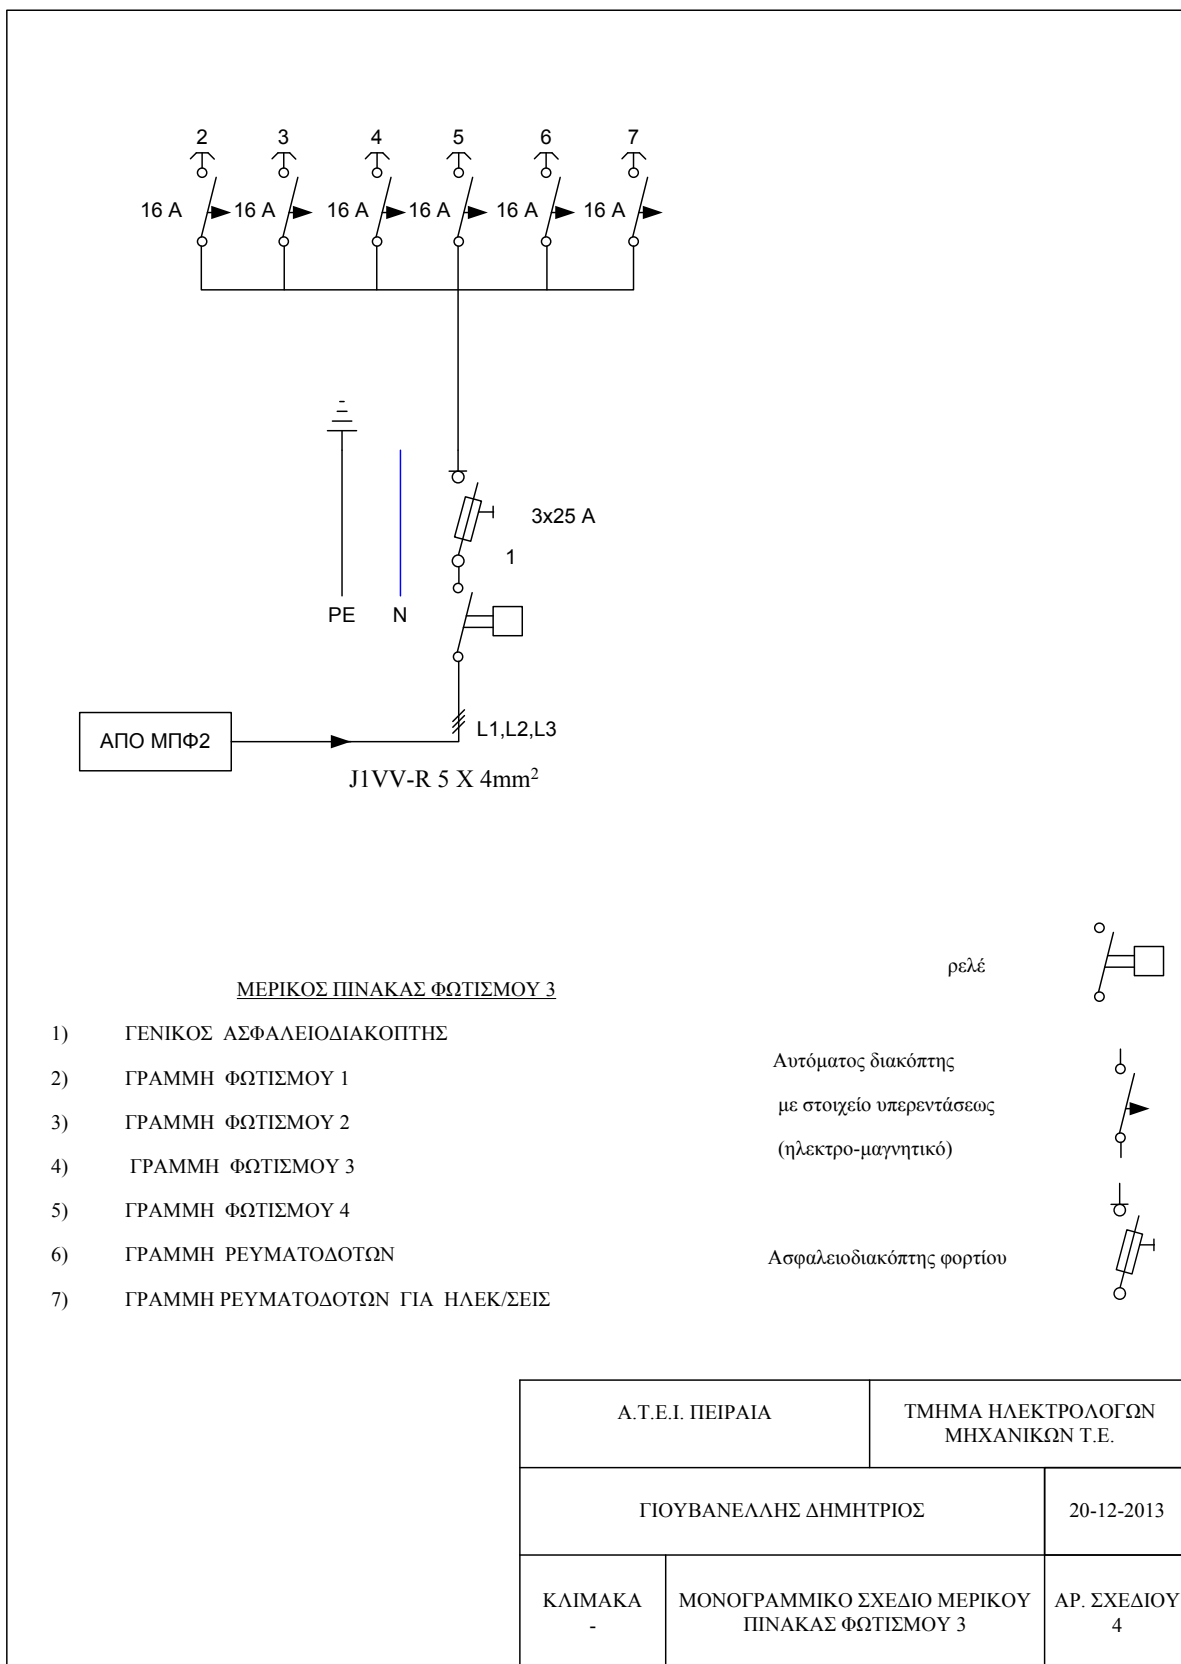 2 3 4 5 6 7
16 A 16 A 16 A 16 A 16 A 16 A
3x25 A
1
PE N
ΑΠΟ ΜΠΦ2
L1,L2,L3
J1VV-R 5 X 4mm²
ΜΕΡΙΚΟΣ ΠΙΝΑΚΑΣ ΦΩΤΙΣΜΟΥ 3
1) ΓΕΝΙΚΟΣ ΑΣΦΑΛΕΙΟΔΙΑΚΟΠΤΗΣ
2) ΓΡΑΜΜΗ ΦΩΤΙΣΜΟΥ 1
3) ΓΡΑΜΜΗ ΦΩΤΙΣΜΟΥ 2
4) ΓΡΑΜΜΗ ΦΩΤΙΣΜΟΥ 3
5) ΓΡΑΜΜΗ ΦΩΤΙΣΜΟΥ 4
6) ΓΡΑΜΜΗ ΡΕΥΜΑΤΟΔΟΤΩΝ
7) ΓΡΑΜΜΗ ΡΕΥΜΑΤΟΔΟΤΩΝ ΓΙΑ ΗΛΕΚ/ΣΕΙΣ
ρελέ
Αυτόματος διακόπτης
με στοιχείο υπερεντάσεως
(ηλεκτρο-μαγνητικό)
Ασφαλειοδιακόπτης φορτίου
Α.Τ.Ε.Ι. ΠΕΙΡΑΙΑ
ΤΜΗΜΑ ΗΛΕΚΤΡΟΛΟΓΩΝ
ΜΗΧΑΝΙΚΩΝ Τ.Ε.
ΓΙΟΥΒΑΝΕΛΛΗΣ ΔΗΜΗΤΡΙΟΣ
20-12-2013
ΚΛΙΜΑΚΑ
-
ΜΟΝΟΓΡΑΜΜΙΚΟ ΣΧΕΔΙΟ ΜΕΡΙΚΟΥ
ΠΙΝΑΚΑΣ ΦΩΤΙΣΜΟΥ 3
ΑΡ. ΣΧΕΔΙΟΥ
4